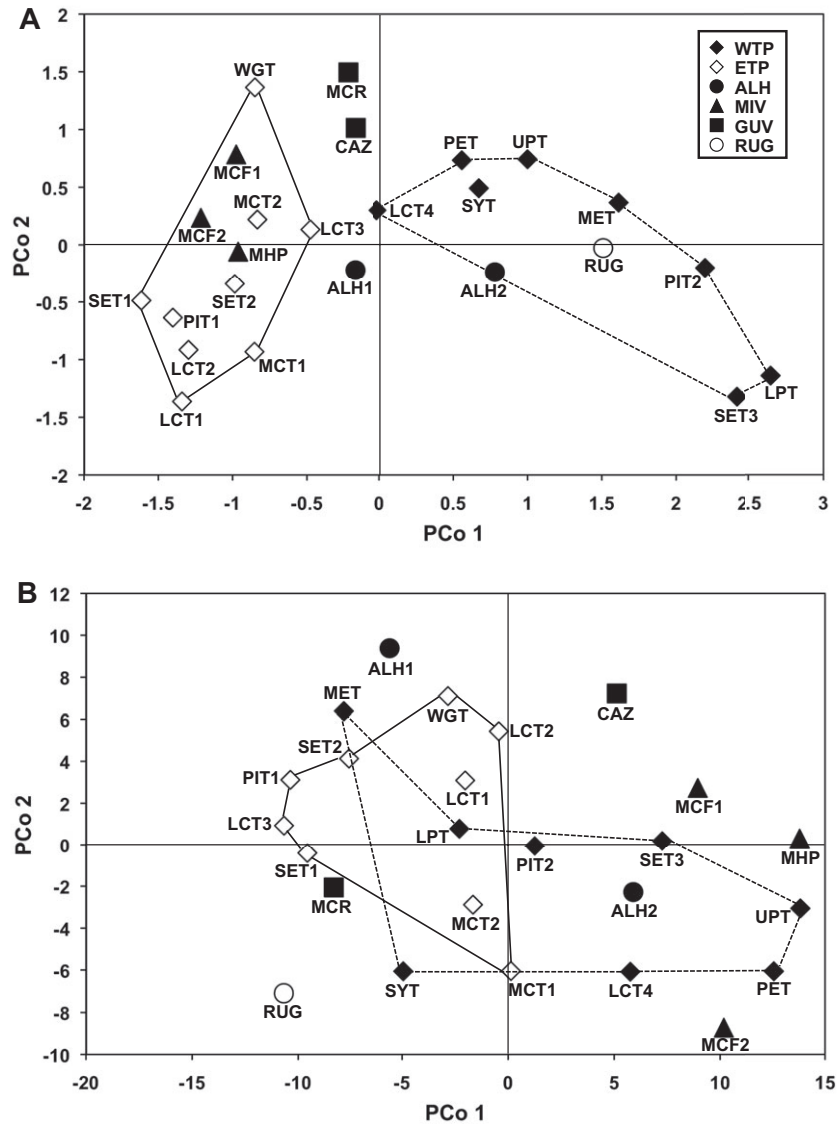 A
2
1.5
1
0.5
0
-0.5
-1
-1.5
-2
PCo 2
-2 -1.5 -1 -0.5 0 0.5 1 1.5 2 2.5 3
PCo 1
WTP
ETP
ALH
MIV
GUV
RUG
WGT
MCR
CAZ
MCF1
MCT2
MCF2
MHP
LCT3
SET1
SET2
PIT1
LCT2
MCT1
LCT1
ALH1
LCT4
PET
UPT
SYT
MET
RUG
ALH2
PIT2
LPT
SET3
B
12
10
8
6
4
2
0
-2
-4
-6
-8
-10
PCo 2
-20 -15 -10 -5 0 5 10 15
PCo 1
ALH1
MET
WGT
CAZ
SET2
LCT2
PIT1
LCT1
MCF1
LCT3
LPT
PIT2
SET3
MHP
SET1
MCR
MCT2
ALH2
UPT
SYT
MCT1
LCT4
PET
RUG
MCF2